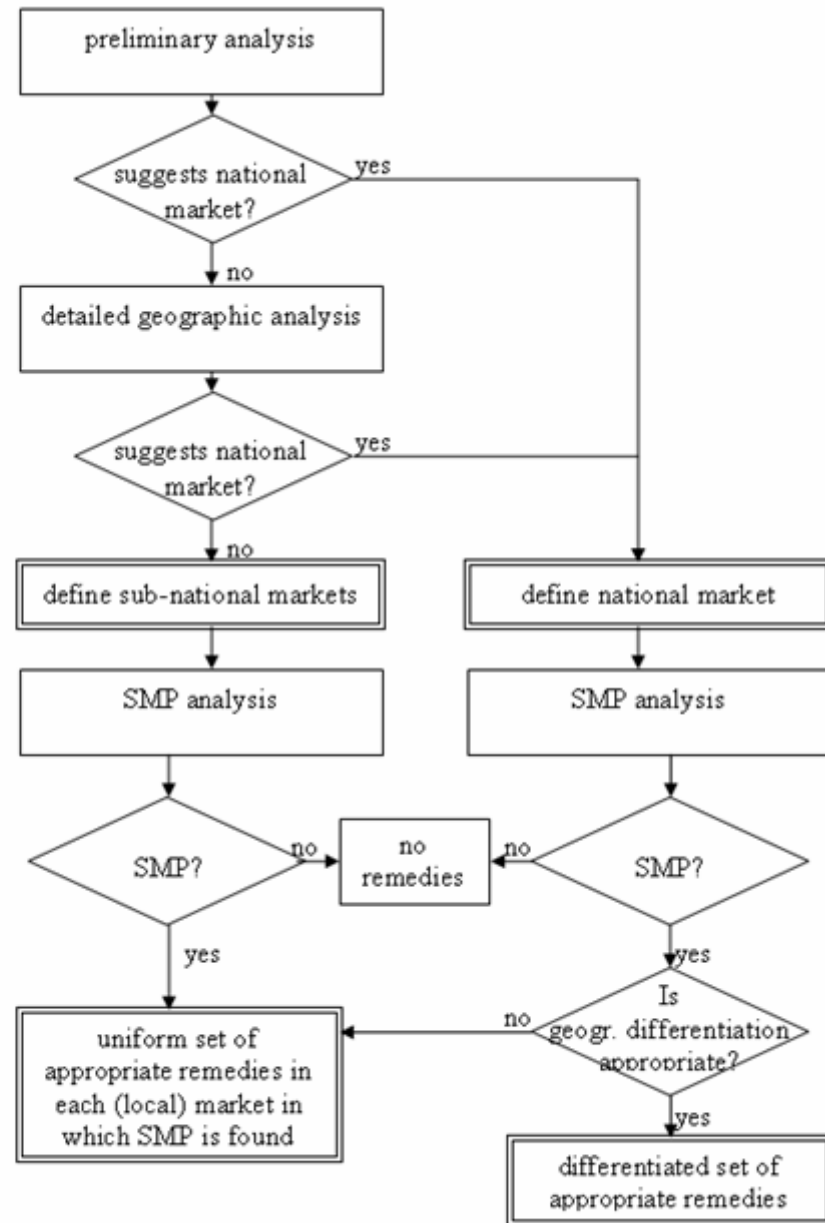 preliminary analysis
suggests national
market?
yes
no
detailed geographic analysis
suggests national
market?
yes
no
define sub-national markets
define national market
SMP analysis
SMP analysis
SMP?
no
no
remedies
no
SMP?
yes
yes
Is
geogr. differentiation
appropriate?
no
uniform set of
appropriate remedies in
each (local) market in
which SMP is found
yes
differentiated set of
appropriate remedies